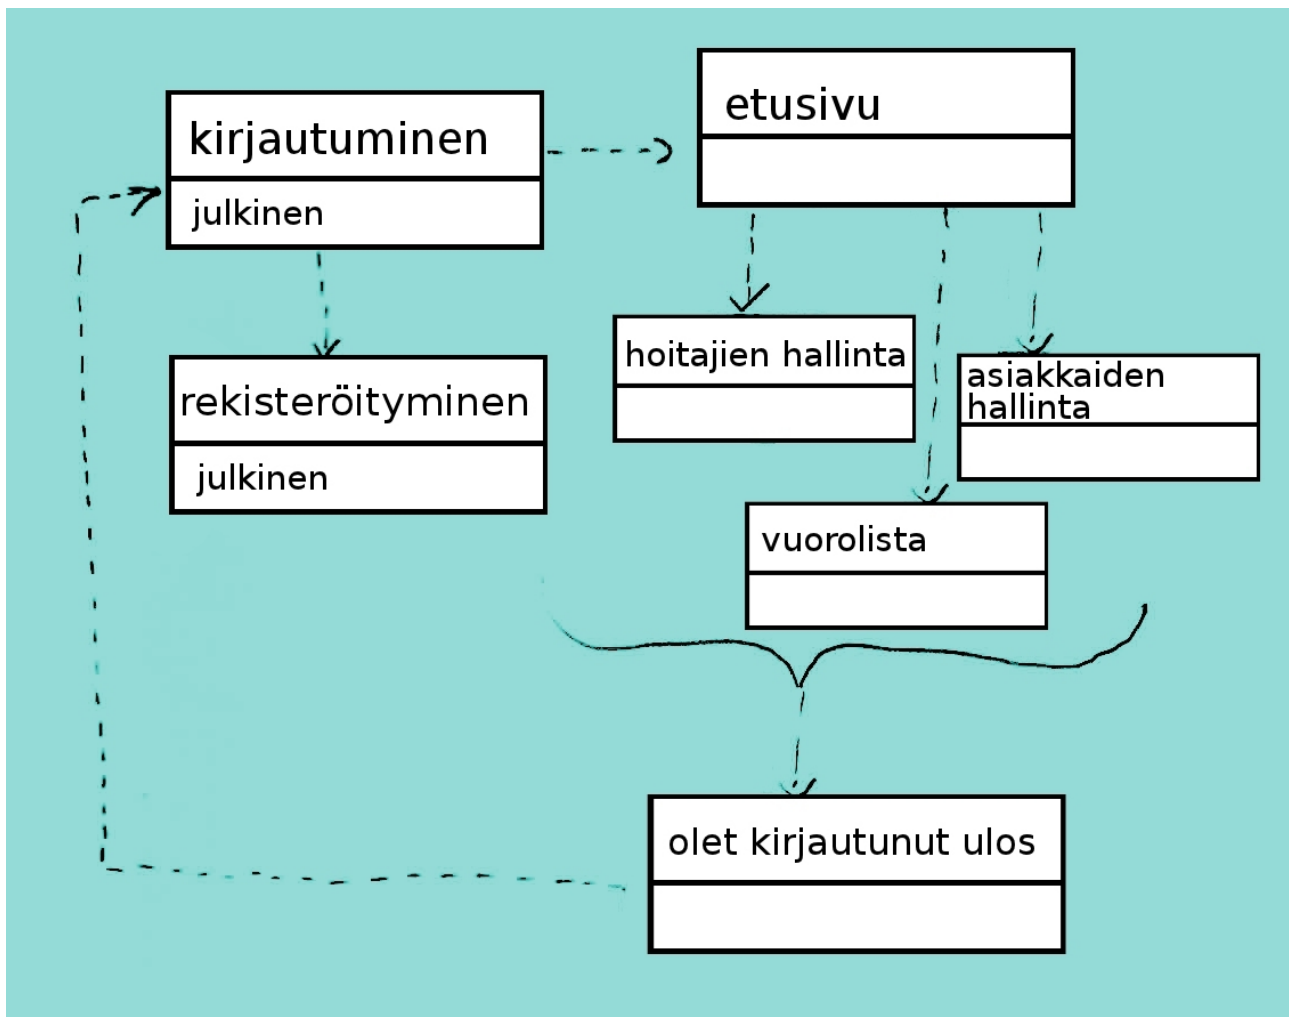 kirjautuminen
julkinen
etusivu
rekisteröityminen
julkinen
hoitajien hallinta
asiakkaiden
hallinta
vuorolista
olet kirjautunut ulos